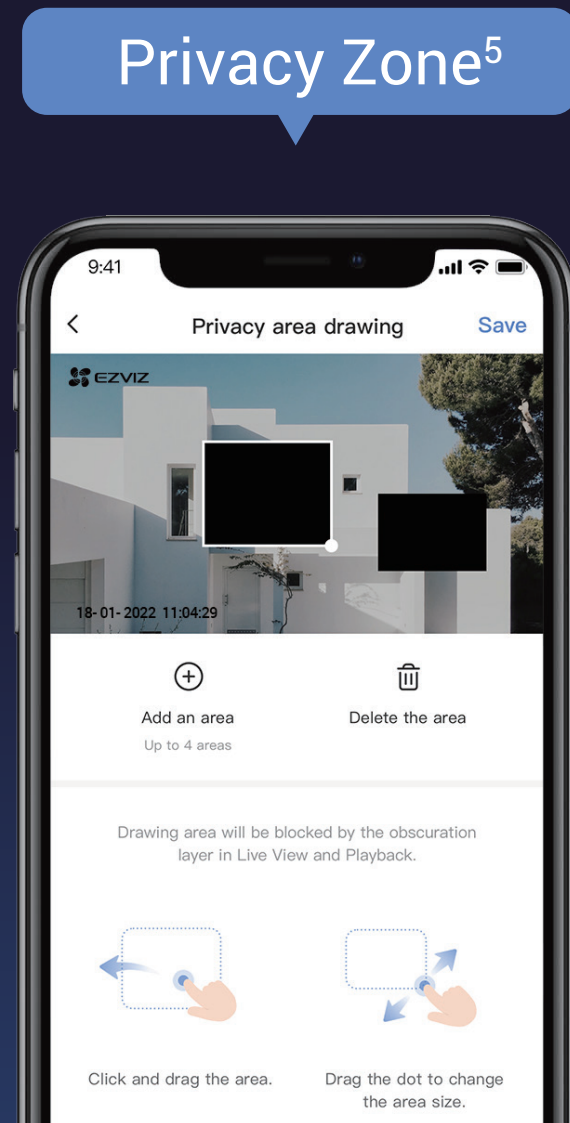 Privacy Zone⁵
9:41
Privacy area drawing
Save
EZVIZ
18-01-2022 11:04:29
Add an area
Up to 4 areas
Delete the area
Drawing area will be blocked by the obscuration
layer in Live View and Playback.
Click and drag the area.
Drag the dot to change
the area size.